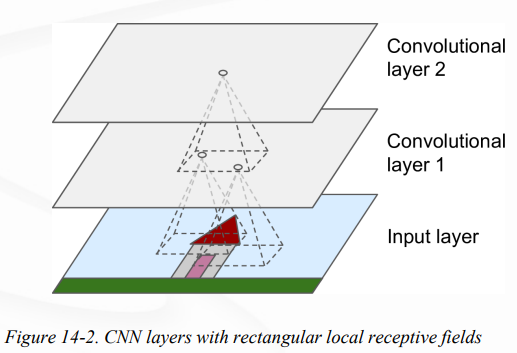 Convolutional
layer 2
Convolutional
layer 1
Input layer
Figure 14-2. CNN layers with rectangular local receptive fields